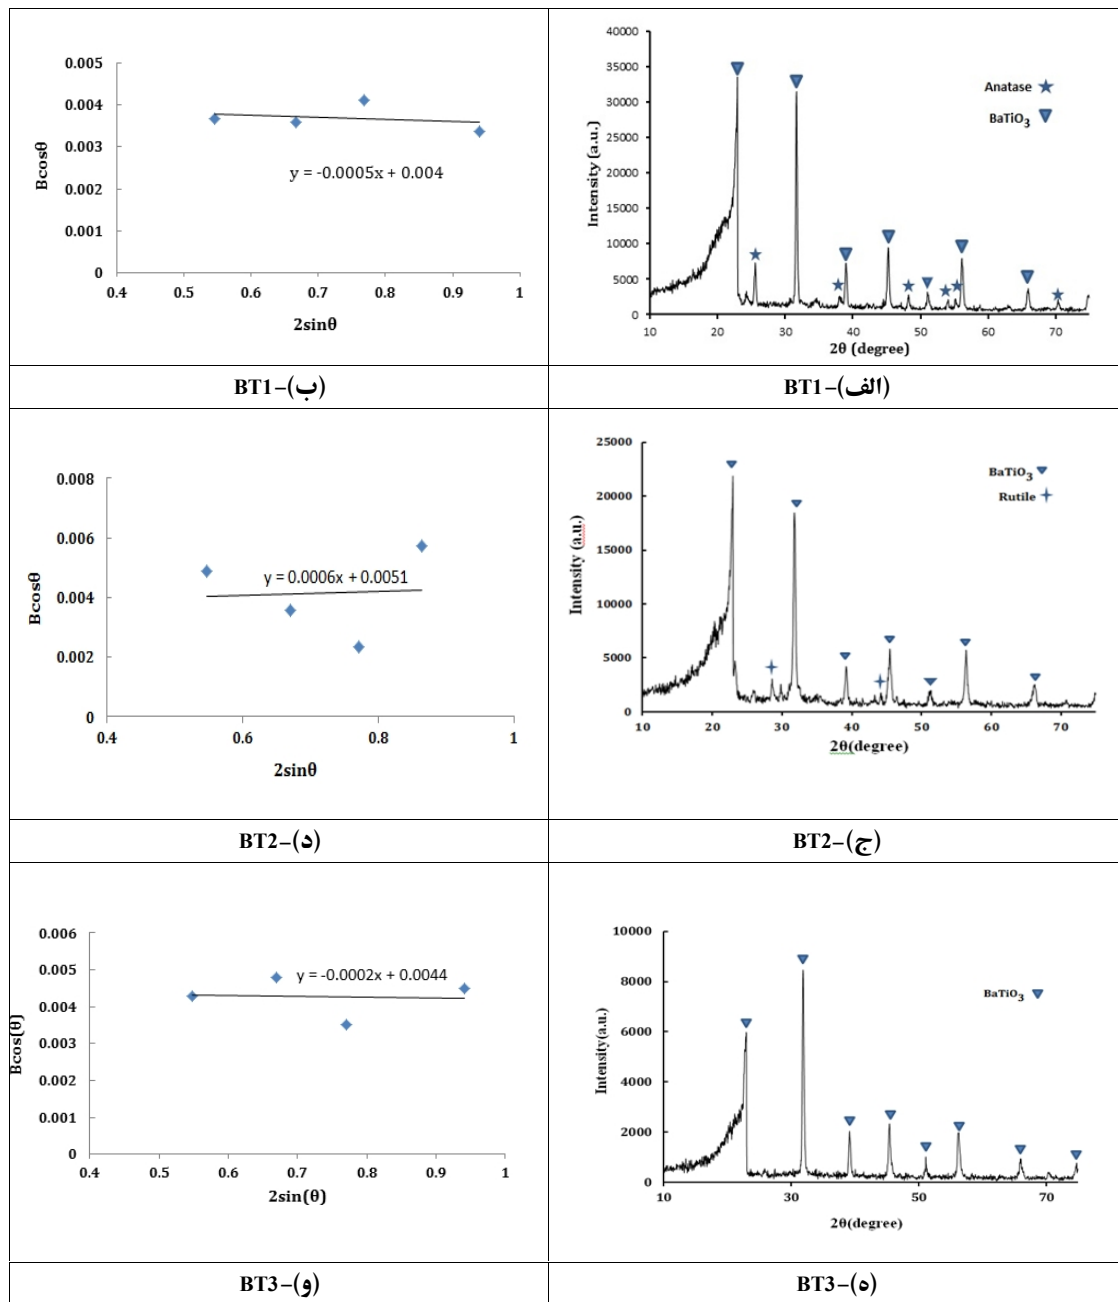 40000
35000
30000
25000
20000
15000
10000
5000
0
Intensity (a.u.)
Anatase
BaTiO3
10 20 30 40 50 60 70
2θ (degree)
BT1-(الف)
0.005
0.004
0.003
0.002
0.001
0
Bcosθ
y = -0.0005x + 0.004
0.4 0.5 0.6 0.7 0.8 0.9 1
2sinθ
BT1-(ب)
25000
20000
15000
10000
5000
0
Intensity (a.u.)
BaTiO3
Rutile
10 20 30 40 50 60 70
2θ(degree)
BT2-(ج)
0.008
0.006
0.004
0.002
0
Bcosθ
y = 0.0006x + 0.0051
0.4 0.6 0.8 1
2sinθ
BT2-(د)
10000
8000
6000
4000
2000
0
Intensity(a.u.)
BaTiO3
10 30 50 70
2θ(degree)
BT3-(ه)
0.006
0.005
0.004
0.003
0.002
0.001
0
Bcos(θ)
y = -0.0002x + 0.0044
0.4 0.5 0.6 0.7 0.8 0.9 1
2sin(θ)
BT3-(و)